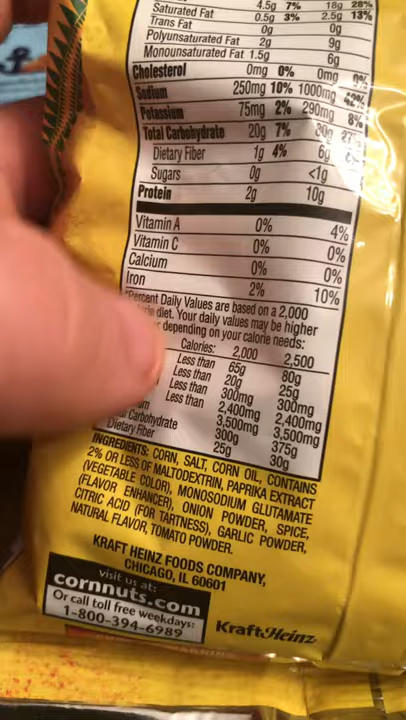 4.5g 7% 18g 28%
Saturated Fat 0.5g 3% 2.5g 13%
Trans Fat 0g 0g
Polyunsaturated Fat 2g 9g
Monounsaturated Fat 1.5g 6g
Cholesterol 0mg 0% 0mg 0%
Sodium 250mg 10% 1000mg 42%
Potassium 75mg 2% 290mg 8%
Total Carbohydrate 20g 7% 80g 27%
Dietary Fiber 1g 4% 6g
Sugars 0g <1g
Protein 2g 10g
Vitamin A 0% 4%
Vitamin C 0% 0%
Calcium 0% 0%
Iron 2% 10%
*Percent Daily Values are based on a 2,000
diet. Your daily values may be higher
depending on your calorie needs:
Calories: 2,000 2,500
Less than 65g 80g
Less than 20g 25g
Less than 300mg 300mg
Less than 2,400mg 2,400mg
3,500mg 3,500mg
Carbohydrate 300g 375g
Dietary Fiber 25g 30g
INGREDIENTS: CORN, SALT, CORN OIL, CONTAINS
2% OR LESS OF MALTODEXTRIN, PAPRIKA EXTRACT
(VEGETABLE COLOR), MONOSODIUM GLUTAMATE
(FLAVOR ENHANCER), ONION POWDER, SPICE,
CITRIC ACID (FOR TARTNESS), GARLIC POWDER,
NATURAL FLAVOR, TOMATO POWDER.
KRAFT HEINZ FOODS COMPANY,
CHICAGO, IL 60601
visit us at:
cornnuts.com
Or call toll free weekdays:
1-800-394-6989
KraftHeinz